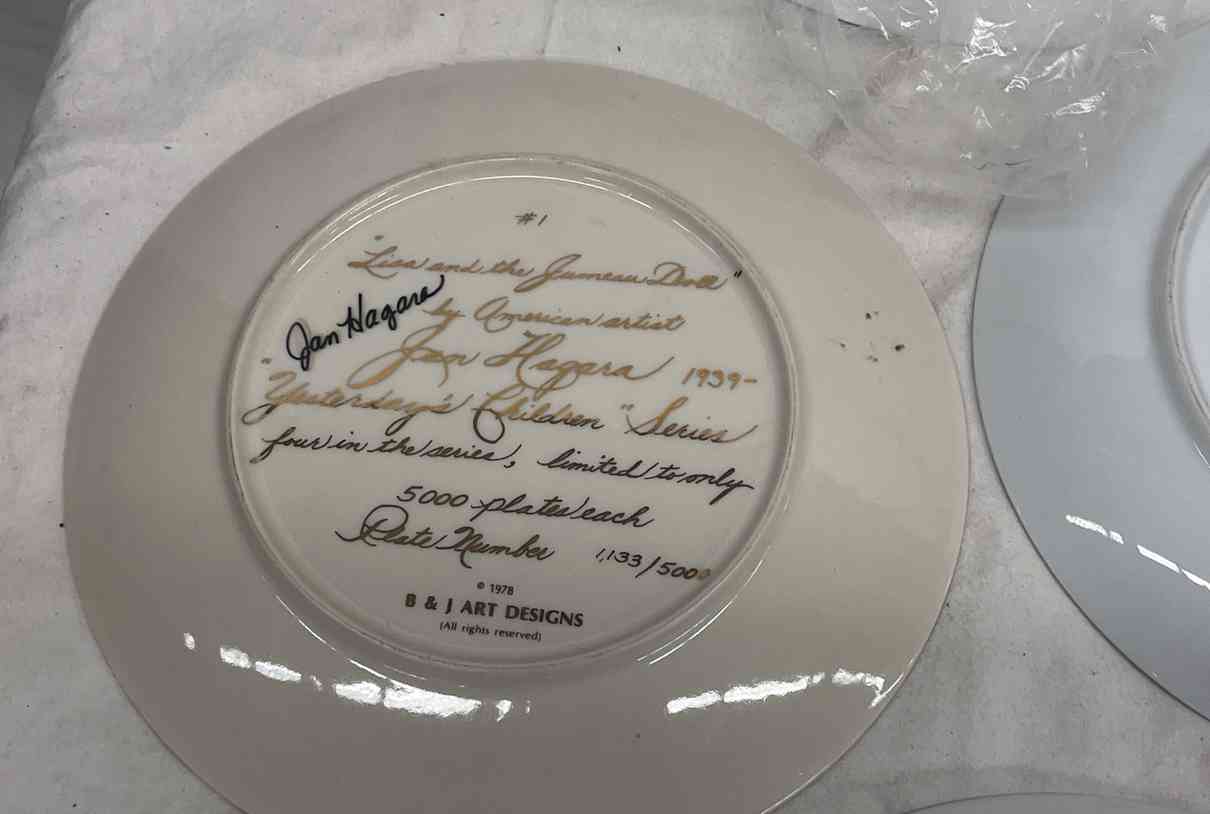 #1
"Lisa and the Jumeau Doll"
Jan Hagara
by American artist
Jan Hagara 1939-
"Yesterday's Children" Series
four in the series, limited to only
5000 plates each
Plate Number 1,133/5000
© 1978
B & J ART DESIGNS
(All rights reserved)